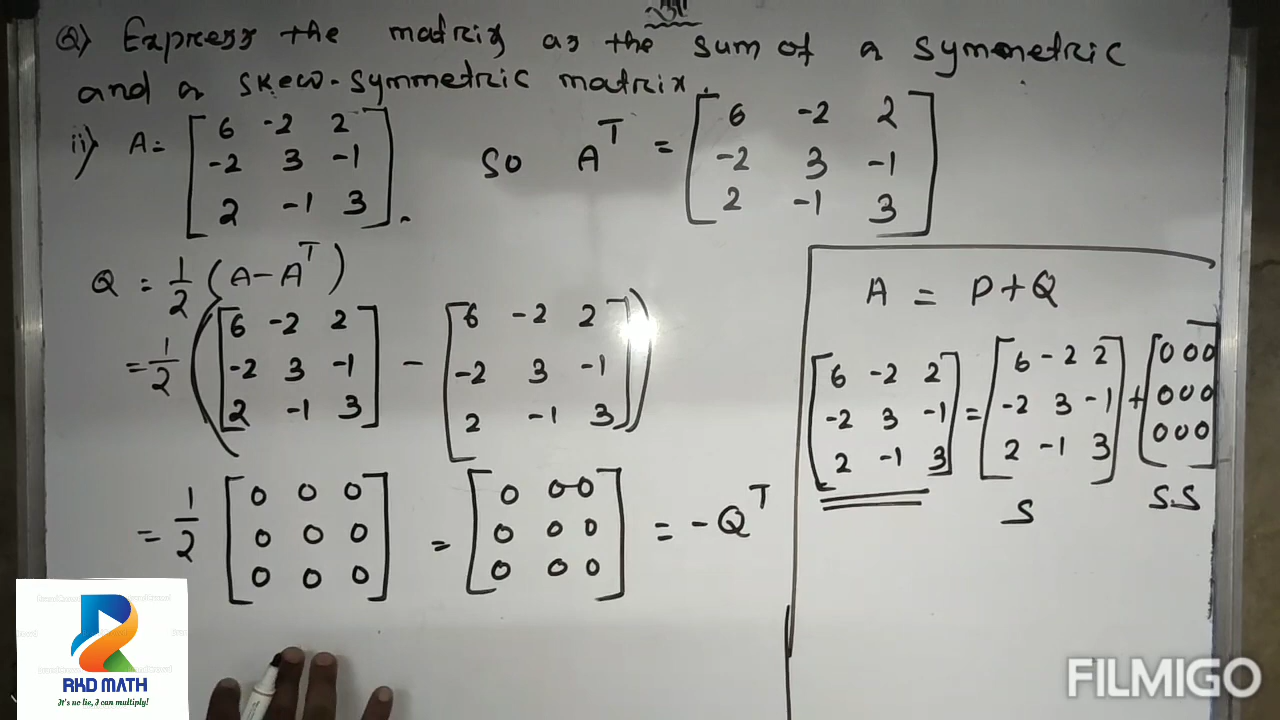 Q) Express the matrix as the sum of a symmetric
and a skew-symmetric matrix.
ii) A = [ 6 -2 2 So Aᵀ = [ 6 -2 2
-2 3 -1 -2 3 -1
2 -1 3 ]. 2 -1 3 ]
Q = 1/2 (A - Aᵀ)
= 1/2 ( [ 6 -2 2 - [ 6 -2 2
-2 3 -1 -2 3 -1
2 -1 3 ] 2 -1 3 ] )
= 1/2 [ 0 0 0 = [ 0 0 0 = - Qᵀ
0 0 0 0 0 0
0 0 0 ] 0 0 0 ]
A = P + Q
[ 6 -2 2 = [ 6 -2 2 + [ 0 0 0
-2 3 -1 -2 3 -1 0 0 0
2 -1 3 ] 2 -1 3 ] 0 0 0 ]
S S.S
RKD MATH
It's no lie, I can multiply!
FILMIGO